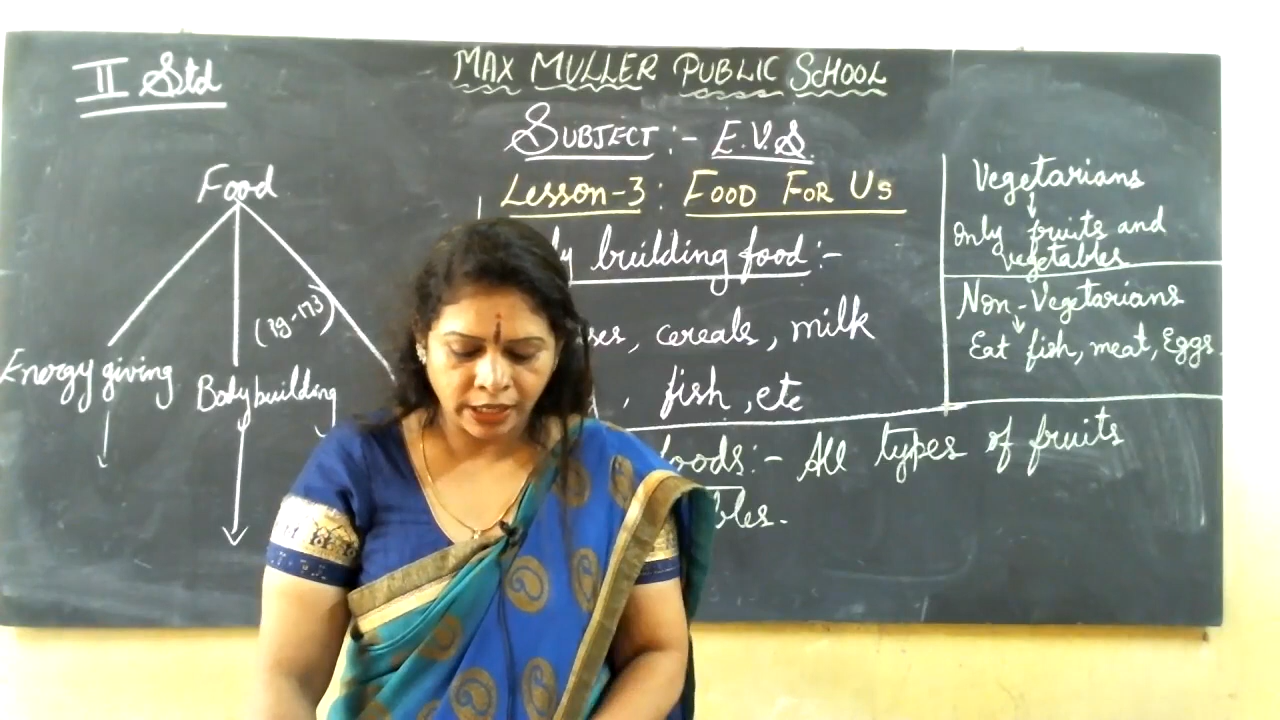 II Std
MAX MULLER PUBLIC SCHOOL
SUBJECT:- E.V.S.
Lesson-3: FOOD FOR US
Food
Energy giving
Body building
building food:-
cereals, milk
, fish, etc
foods:- All types of fruits
Vegetarians
only fruits and
vegetables
Non-Vegetarians
Eat fish, meat, Eggs.